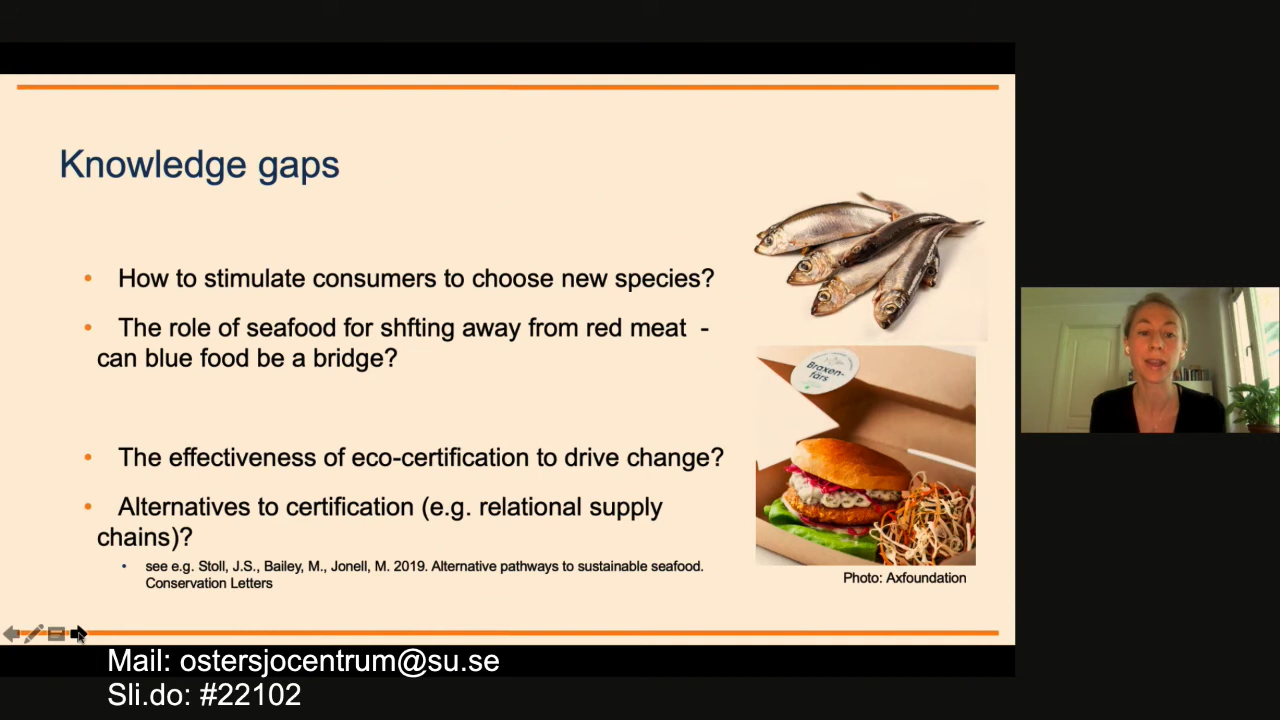 Knowledge gaps
• How to stimulate consumers to choose new species?
• The role of seafood for shfting away from red meat -
can blue food be a bridge?
• The effectiveness of eco-certification to drive change?
• Alternatives to certification (e.g. relational supply
chains)?
• see e.g. Stoll, J.S., Bailey, M., Jonell, M. 2019. Alternative pathways to sustainable seafood.
Conservation Letters
Braxen-
färs
Photo: Axfoundation
Mail: ostersjocentrum@su.se
Sli.do: #22102